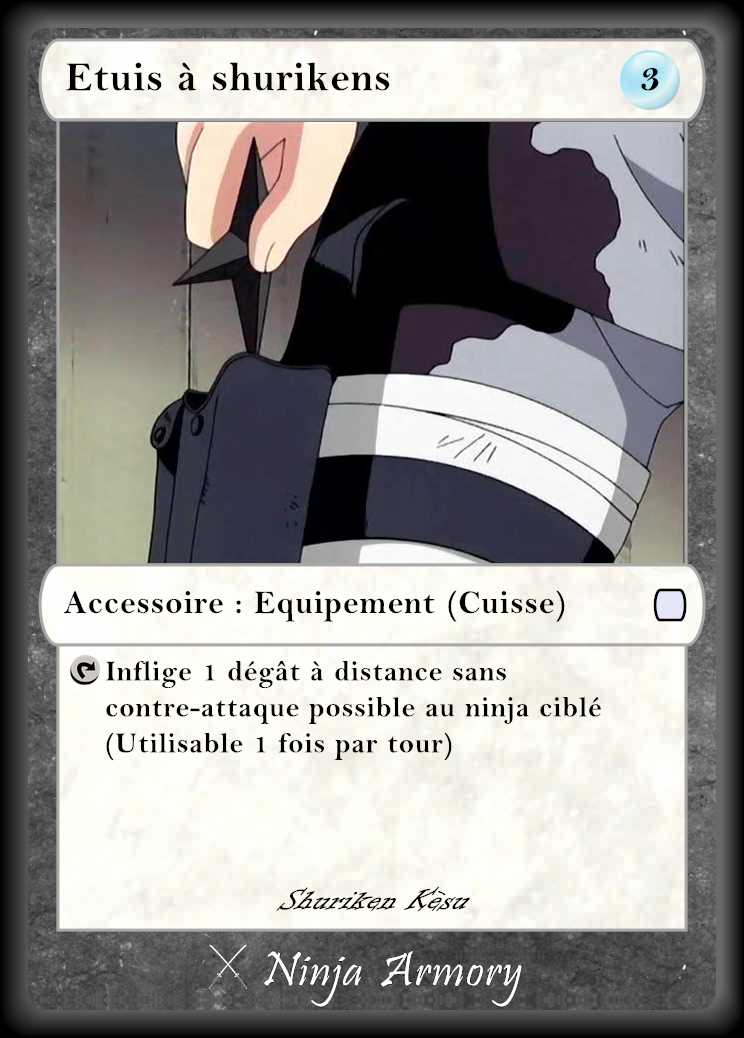 Etuis à shurikens
3
Accessoire : Equipement (Cuisse)
Inflige 1 dégât à distance sans
contre-attaque possible au ninja ciblé
(Utilisable 1 fois par tour)
Shuriken Kèsu
Ninja Armory